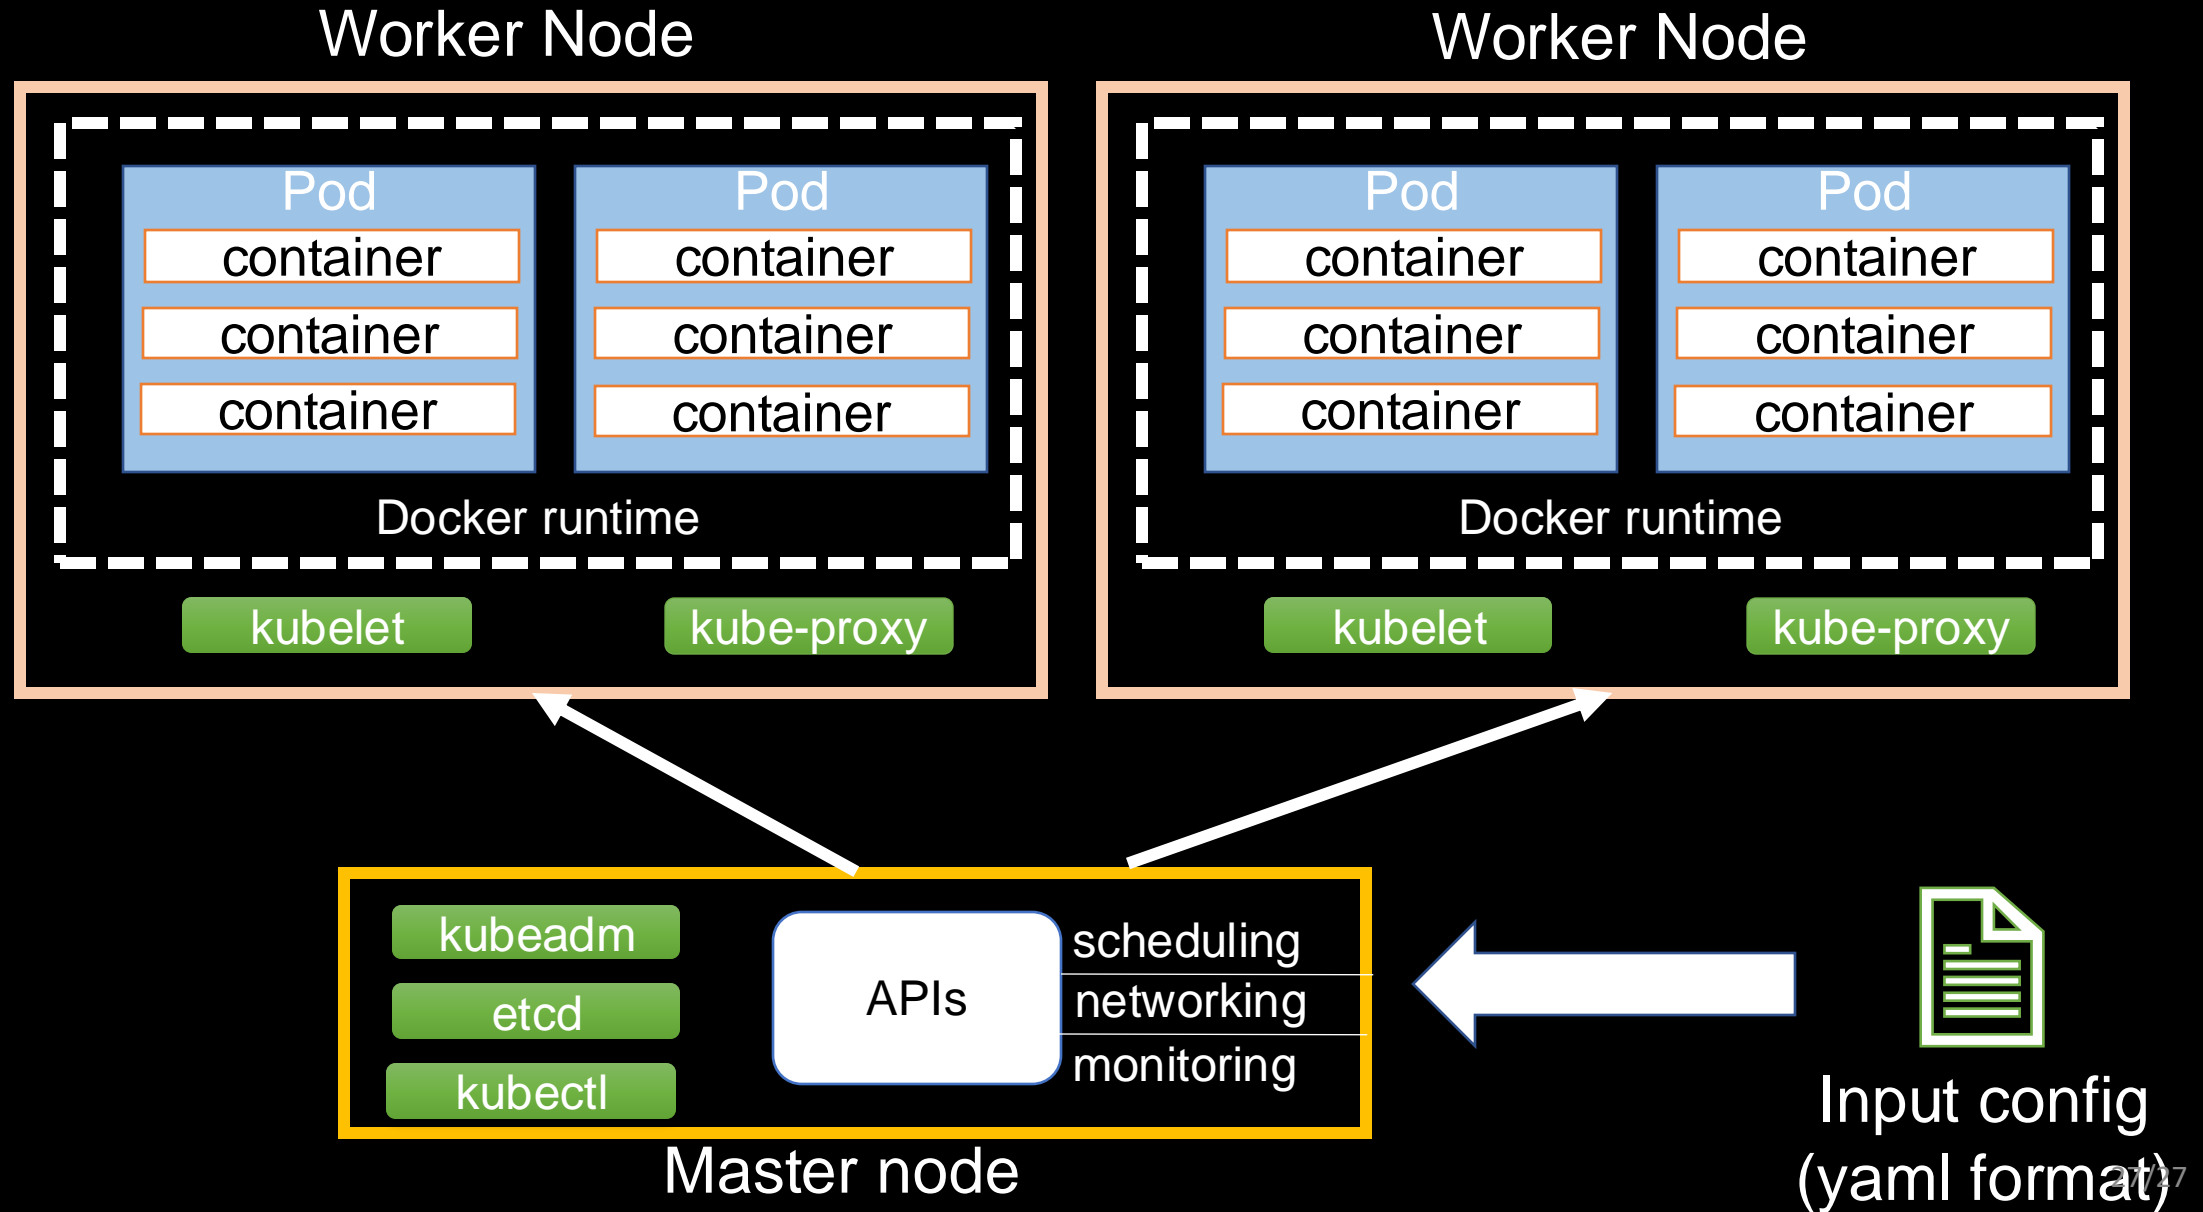 Worker Node
Pod
container
container
container
Pod
container
container
container
Docker runtime
kubelet
kube-proxy
Worker Node
Pod
container
container
container
Pod
container
container
container
Docker runtime
kubelet
kube-proxy
kubeadm
etcd
kubectl
APIs
scheduling
networking
monitoring
Master node
Input config
(yaml format)
27/27